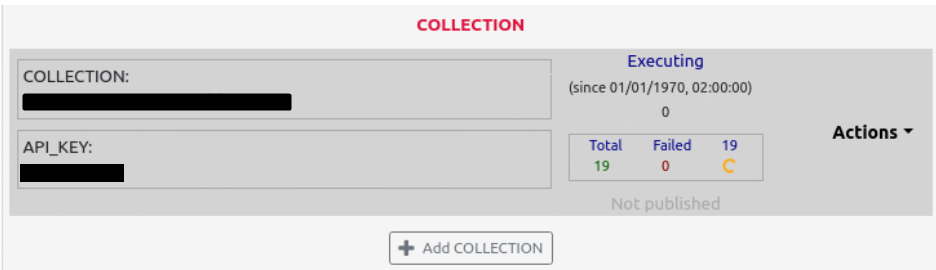 COLLECTION
COLLECTION:
API_KEY:
Executing
(since 01/01/1970, 02:00:00)
0
Total Failed 19
19 0
Not published
Actions
Add COLLECTION